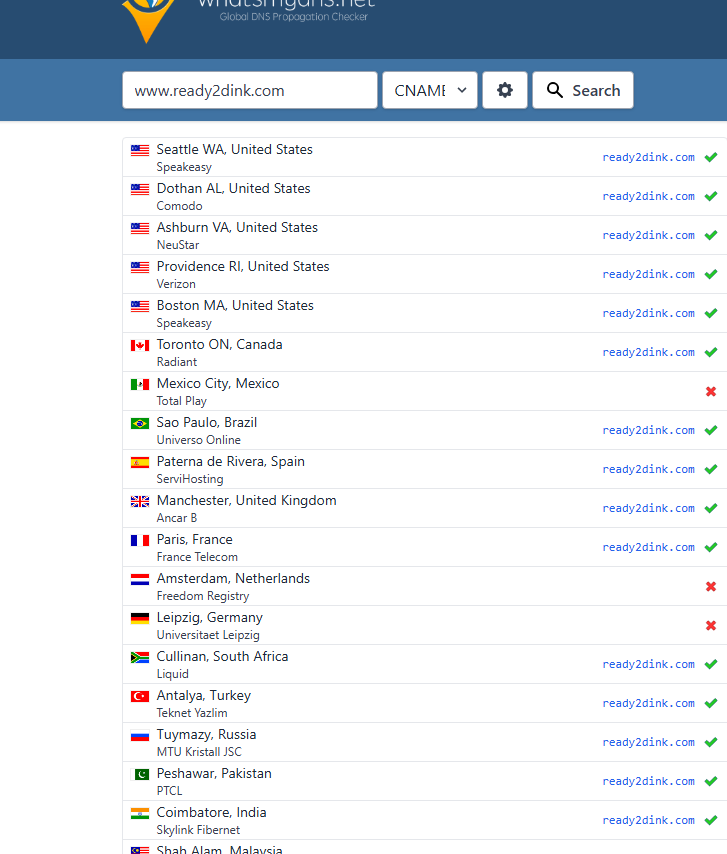 whatsmydns.net
Global DNS Propagation Checker
www.ready2dink.com CNAME Search
Seattle WA, United States
Speakeasy
ready2dink.com
Dothan AL, United States
Comodo
ready2dink.com
Ashburn VA, United States
NeuStar
ready2dink.com
Providence RI, United States
Verizon
ready2dink.com
Boston MA, United States
Speakeasy
ready2dink.com
Toronto ON, Canada
Radiant
ready2dink.com
Mexico City, Mexico
Total Play
Sao Paulo, Brazil
Universo Online
ready2dink.com
Paterna de Rivera, Spain
ServiHosting
ready2dink.com
Manchester, United Kingdom
Ancar B
ready2dink.com
Paris, France
France Telecom
ready2dink.com
Amsterdam, Netherlands
Freedom Registry
Leipzig, Germany
Universitaet Leipzig
Cullinan, South Africa
Liquid
ready2dink.com
Antalya, Turkey
Teknet Yazlim
ready2dink.com
Tuymazy, Russia
MTU Kristall JSC
ready2dink.com
Peshawar, Pakistan
PTCL
ready2dink.com
Coimbatore, India
Skylink Fibernet
ready2dink.com
Shah Alam, Malaysia